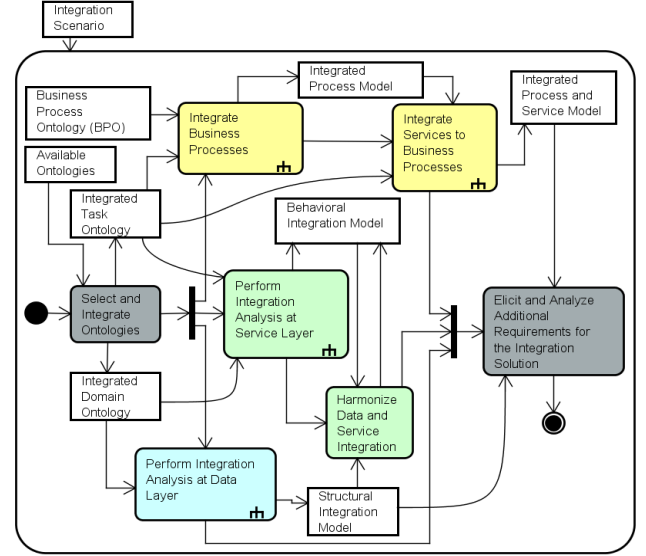 Integration
Scenario
Integrated
Process Model
Integrated
Process and
Service Model
Business
Process
Ontology (BPO)
Integrate
Business
Processes
Integrate
Services to
Business
Processes
Available
Ontologies
Integrated
Task
Ontology
Behavioral
Integration Model
Select and
Integrate
Ontologies
Perform
Integration
Analysis at
Service Layer
Elicit and Analyze
Additional
Requirements for
the Integration
Solution
Integrated
Domain
Ontology
Harmonize
Data and
Service
Integration
Perform Integration
Analysis at Data
Layer
Structural
Integration
Model